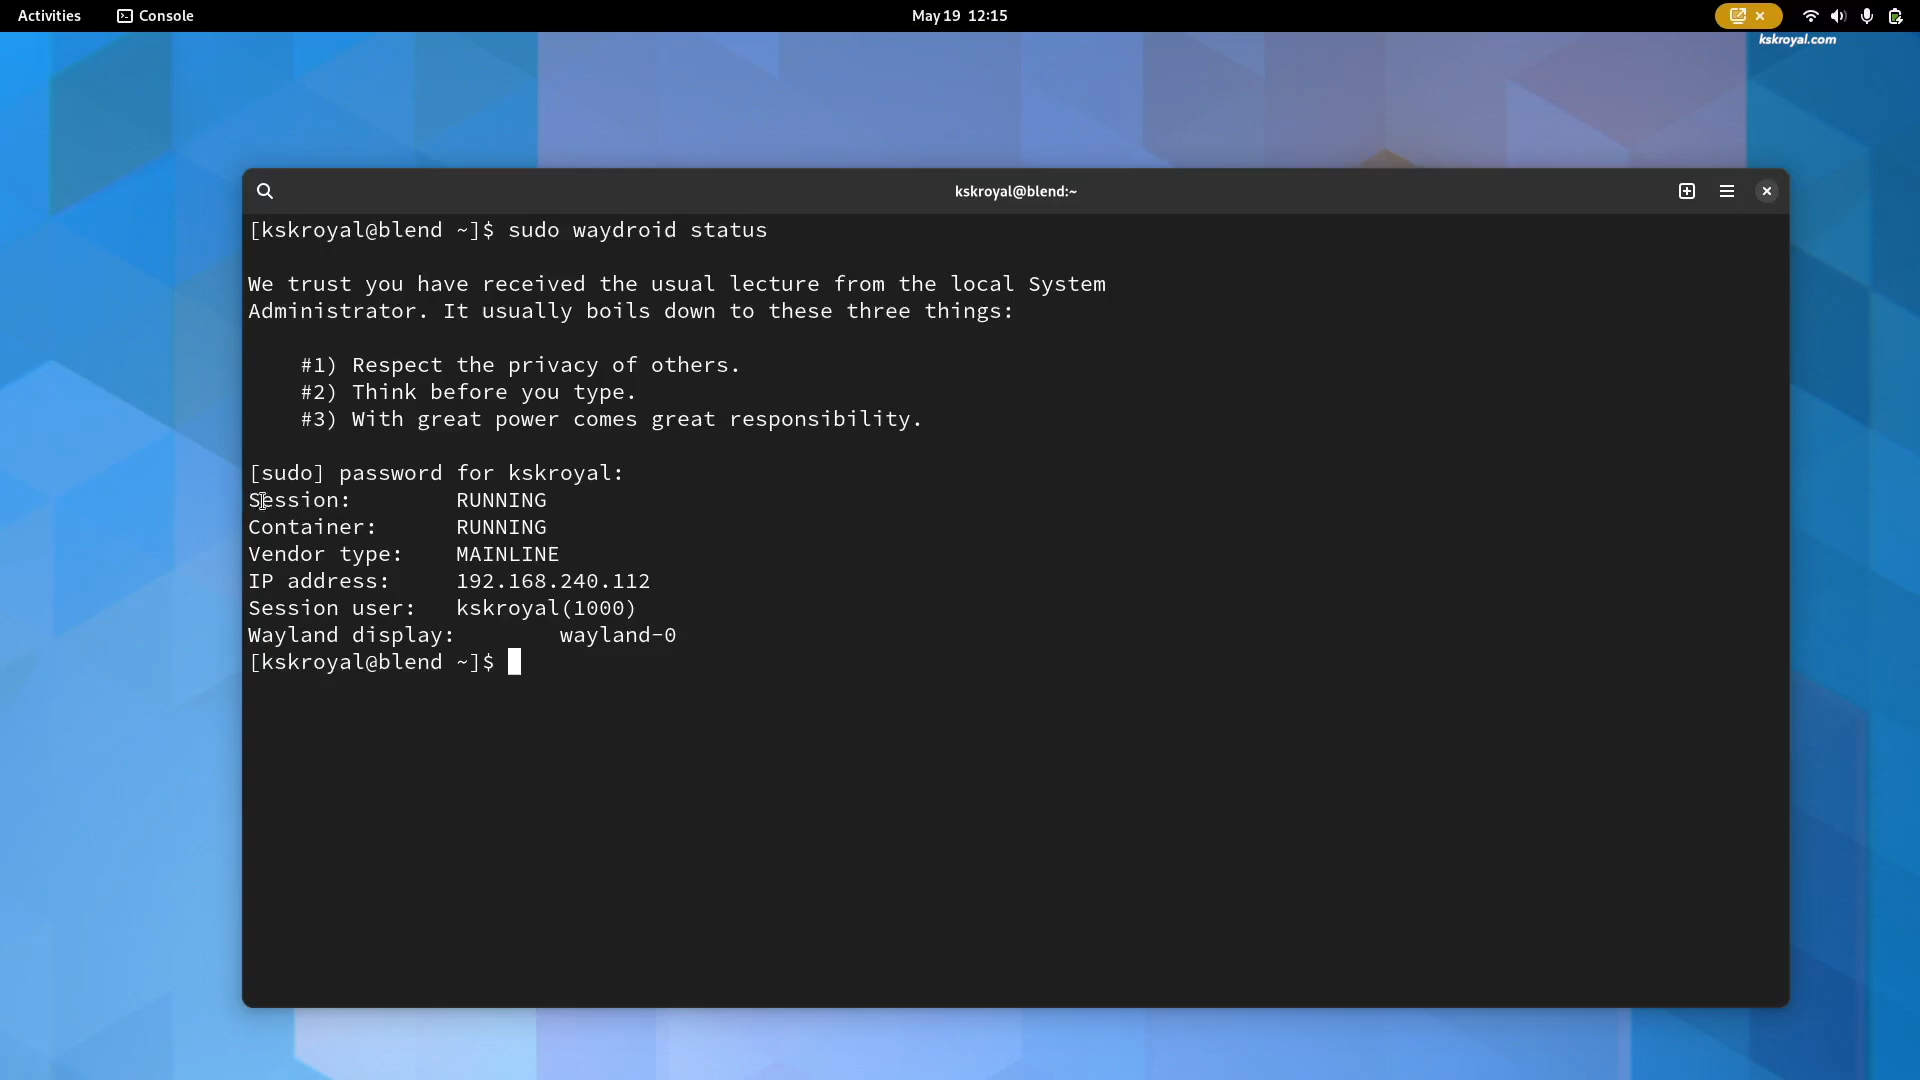 Activities Console May 19 12:15
kskroyal.com
kskroyal@blend:~
[kskroyal@blend ~]$ sudo waydroid status
We trust you have received the usual lecture from the local System
Administrator. It usually boils down to these three things:
#1) Respect the privacy of others.
#2) Think before you type.
#3) With great power comes great responsibility.
[sudo] password for kskroyal:
Session: RUNNING
Container: RUNNING
Vendor type: MAINLINE
IP address: 192.168.240.112
Session user: kskroyal(1000)
Wayland display: wayland-0
[kskroyal@blend ~]$